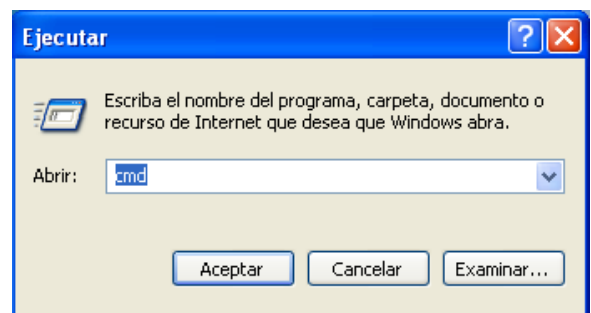 Ejecutar
Escriba el nombre del programa, carpeta, documento o
recurso de Internet que desea que Windows abra.
Abrir: cmd
Aceptar Cancelar Examinar...